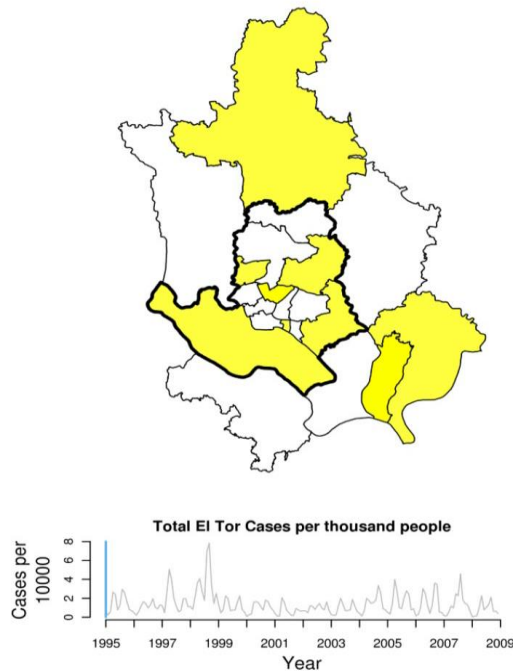 Total El Tor Cases per thousand people
Cases per
10000
8
6
4
2
0
1995 1997 1999 2001 2003 2005 2007 2009
Year